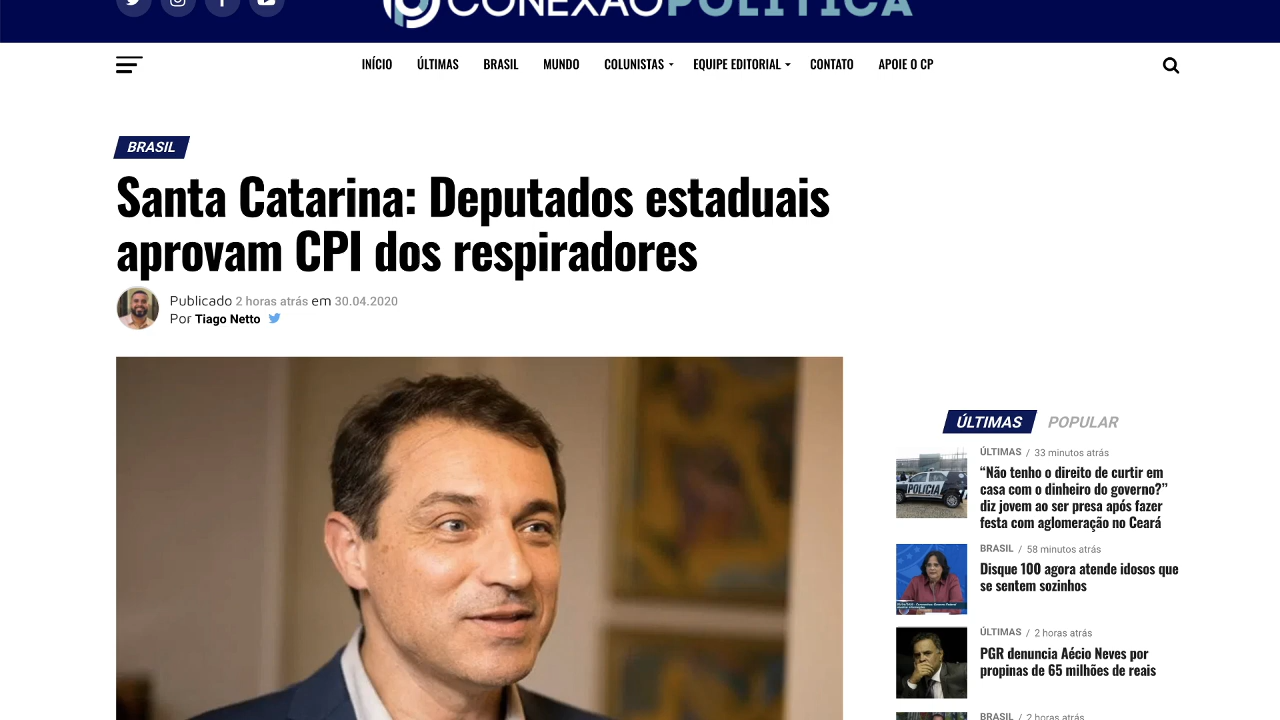 CONEXÃOPOLÍTICA
INÍCIO ÚLTIMAS BRASIL MUNDO COLUNISTAS EQUIPE EDITORIAL CONTATO APOIE O CP
BRASIL
Santa Catarina: Deputados estaduais
aprovam CPI dos respiradores
Publicado 2 horas atrás em 30.04.2020
Por Tiago Netto
ÚLTIMAS POPULAR
ÚLTIMAS / 33 minutos atrás
“Não tenho o direito de curtir em
casa com o dinheiro do governo?”
diz jovem ao ser presa após fazer
festa com aglomeração no Ceará
POLICIA
BRASIL / 58 minutos atrás
Disque 100 agora atende idosos que
se sentem sozinhos
ÚLTIMAS / 2 horas atrás
PGR denuncia Aécio Neves por
propinas de 65 milhões de reais
BRASIL / 2 horas atrás